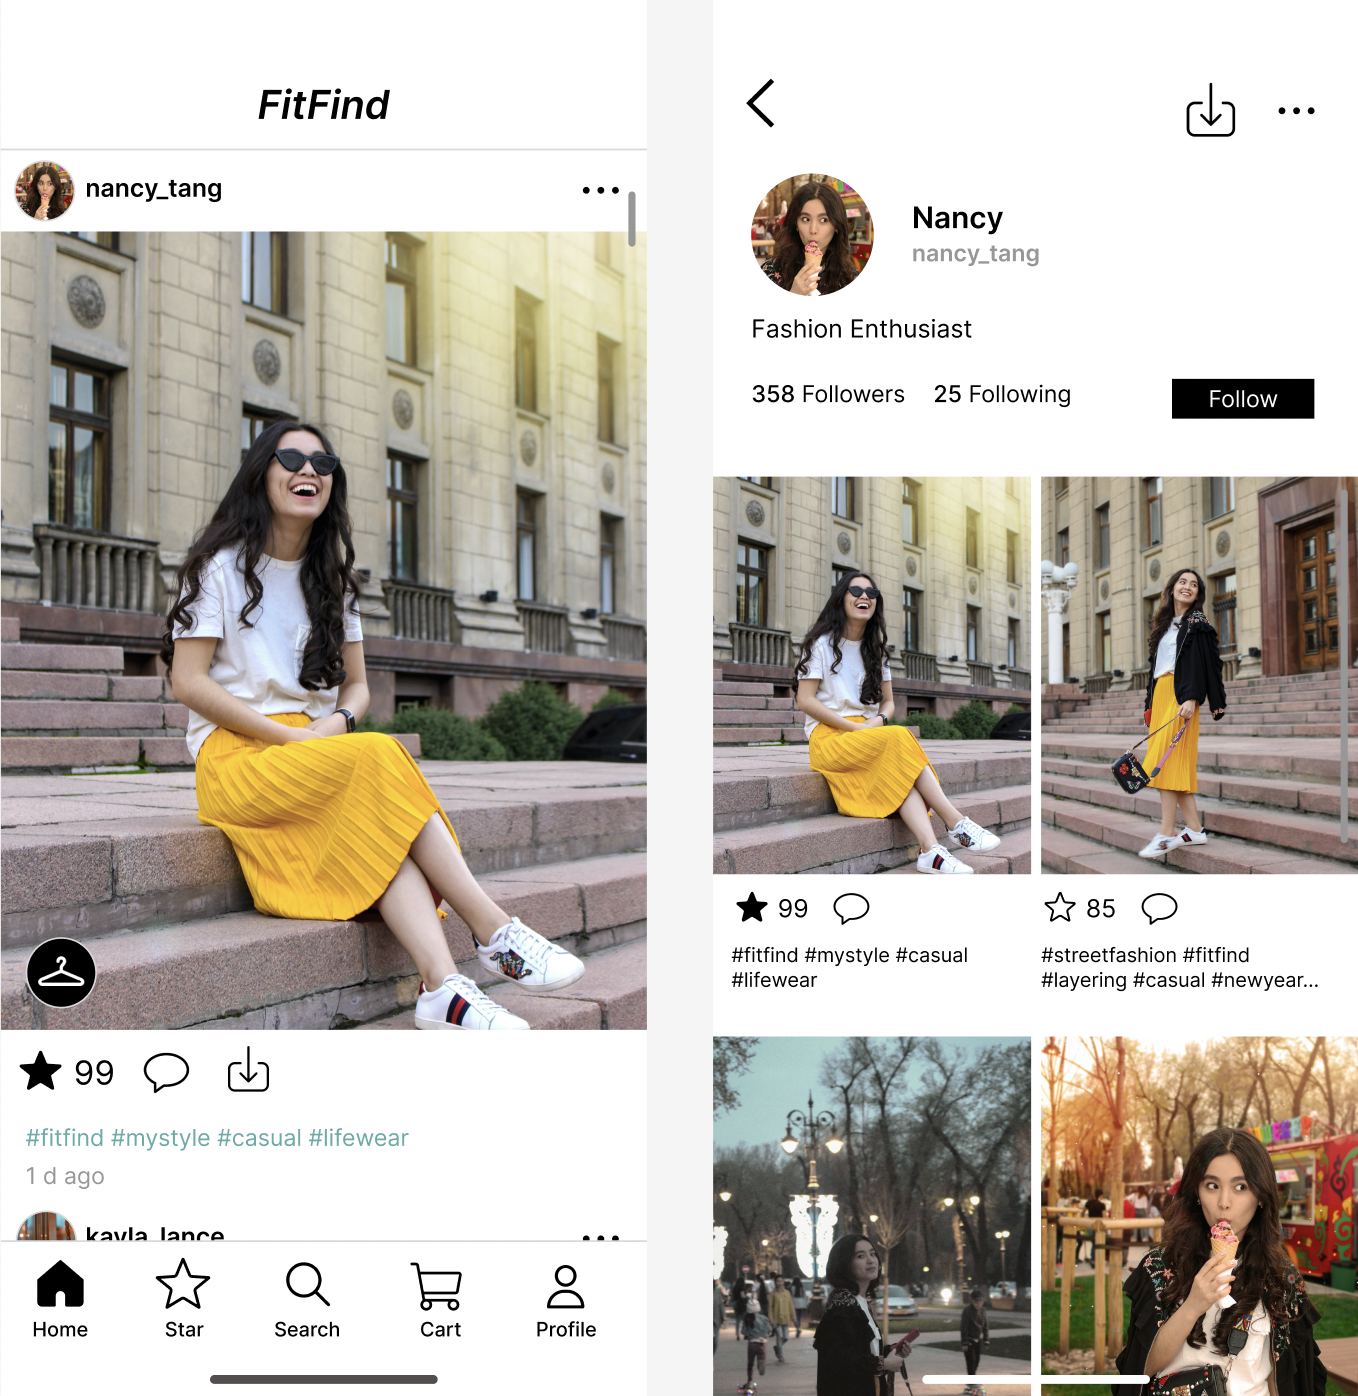 FitFind
nancy_tang
99
#fitfind #mystyle #casual #lifewear
1 d ago
kayla_lance
Home
Star
Search
Cart
Profile
Nancy
nancy_tang
Fashion Enthusiast
358 Followers
25 Following
Follow
99
#fitfind #mystyle #casual
#lifewear
85
#streetfashion #fitfind
#layering #casual #newyear...